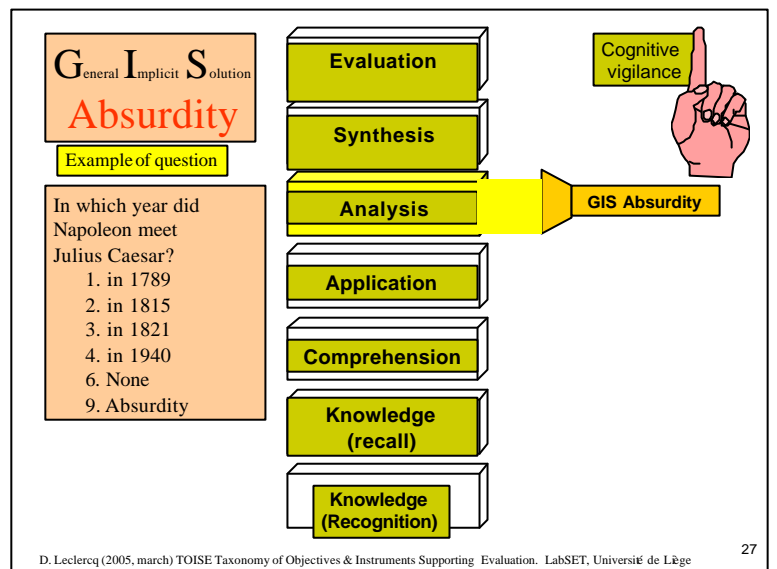 General Implicit Solution
Absurdity
Example of question
In which year did
Napoleon meet
Julius Caesar?
1. in 1789
2. in 1815
3. in 1821
4. in 1940
6. None
9. Absurdity
Evaluation
Synthesis
Analysis
Application
Comprehension
Knowledge
(recall)
Knowledge
(Recognition)
Cognitive
vigilance
GIS Absurdity
D. Leclercq (2005, march) TOISE Taxonomy of Objectives & Instruments Supporting Evaluation. LabSET, Université de Lìège
27